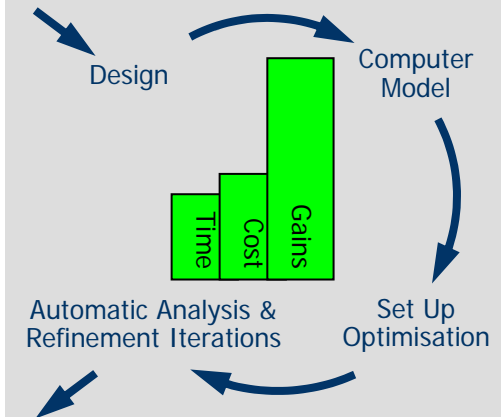 Design
Computer
Model
Time
Cost
Gains
Automatic Analysis &
Refinement Iterations
Set Up
Optimisation